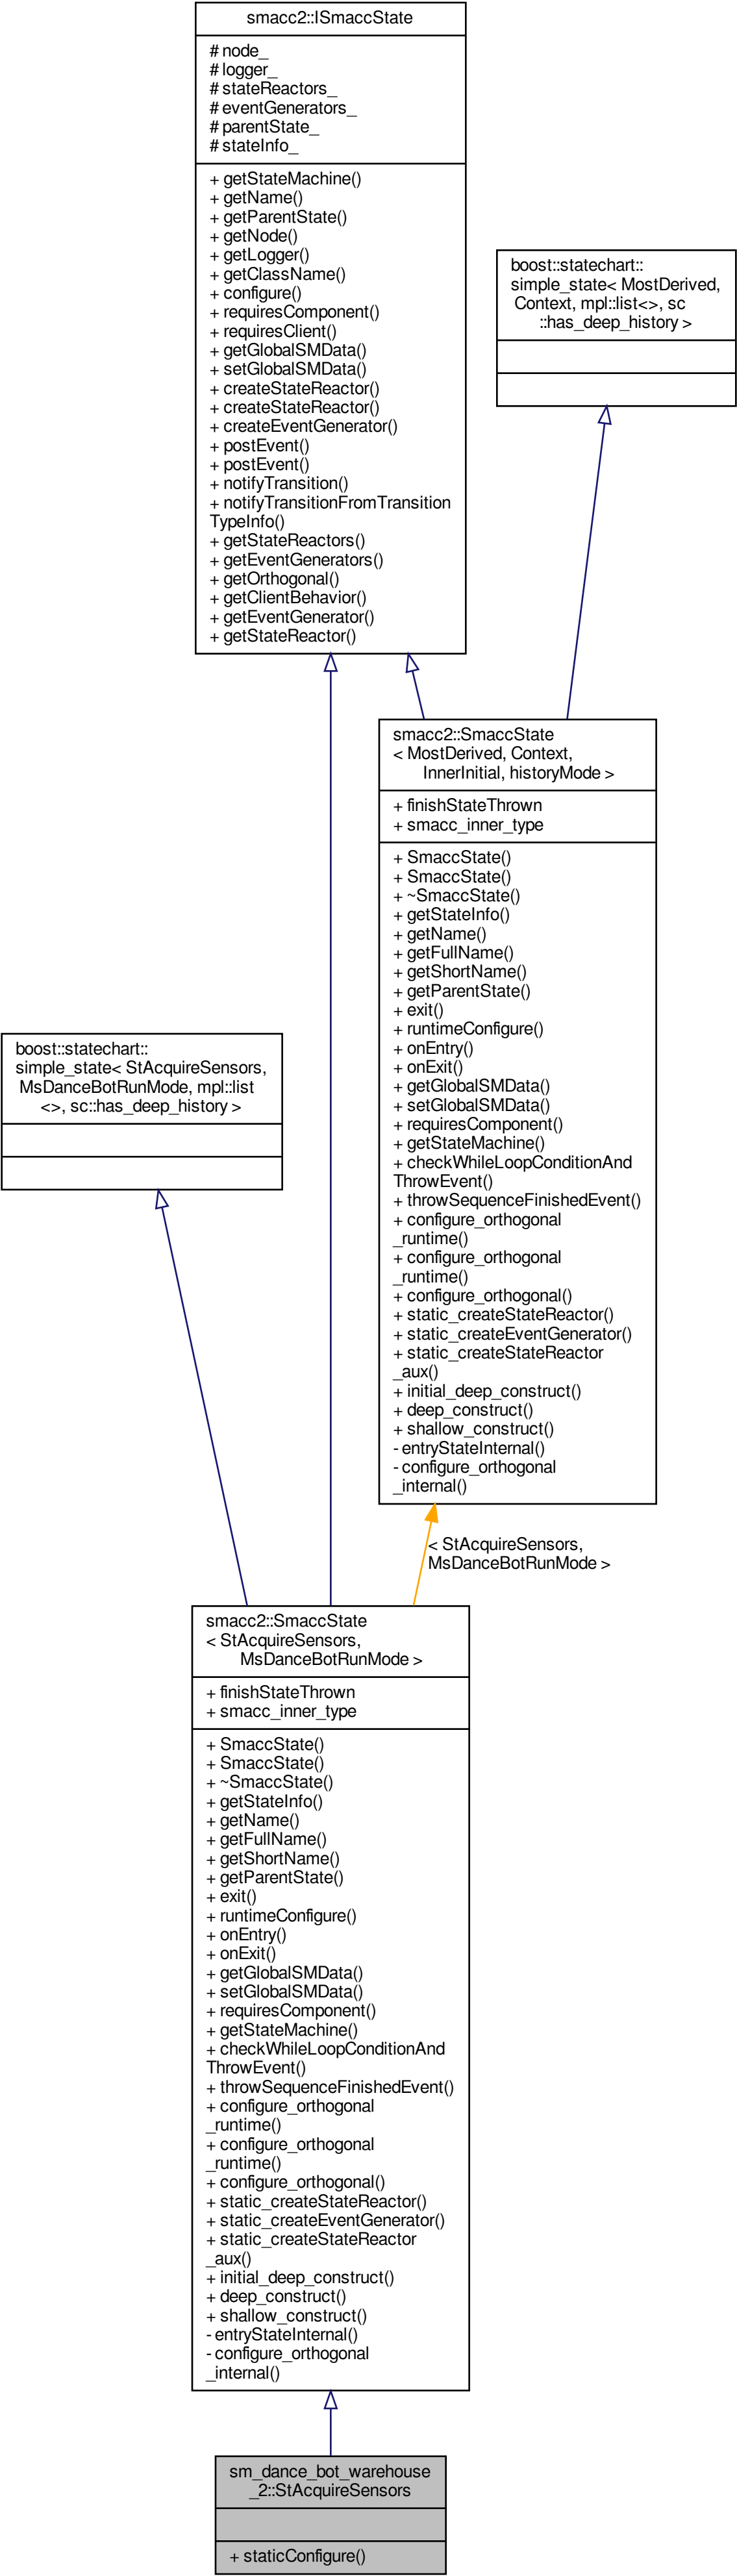 smacc2::ISmaccState
# node_
# logger_
# stateReactors_
# eventGenerators_
# parentState_
# stateInfo_
+ getStateMachine()
+ getName()
+ getParentState()
+ getNode()
+ getLogger()
+ getClassName()
+ configure()
+ requiresComponent()
+ requiresClient()
+ getGlobalSMData()
+ setGlobalSMData()
+ createStateReactor()
+ createStateReactor()
+ createEventGenerator()
+ postEvent()
+ postEvent()
+ notifyTransition()
+ notifyTransitionFromTransition
TypeInfo()
+ getStateReactors()
+ getEventGenerators()
+ getOrthogonal()
+ getClientBehavior()
+ getEventGenerator()
+ getStateReactor()
boost::statechart::
simple_state< MostDerived,
Context, mpl::list<>, sc
::has_deep_history >
smacc2::SmaccState
< MostDerived, Context,
InnerInitial, historyMode >
+ finishStateThrown
+ smacc_inner_type
+ SmaccState()
+ SmaccState()
+ ~SmaccState()
+ getStateInfo()
+ getName()
+ getFullName()
+ getShortName()
+ getParentState()
+ exit()
+ runtimeConfigure()
+ onEntry()
+ onExit()
+ getGlobalSMData()
+ setGlobalSMData()
+ requiresComponent()
+ getStateMachine()
+ checkWhileLoopConditionAnd
ThrowEvent()
+ throwSequenceFinishedEvent()
+ configure_orthogonal
_runtime()
+ configure_orthogonal
_runtime()
+ configure_orthogonal()
+ static_createStateReactor()
+ static_createEventGenerator()
+ static_createStateReactor
_aux()
+ initial_deep_construct()
+ deep_construct()
+ shallow_construct()
- entryStateInternal()
- configure_orthogonal
_internal()
boost::statechart::
simple_state< StAcquireSensors,
MsDanceBotRunMode, mpl::list
<>, sc::has_deep_history >
< StAcquireSensors,
MsDanceBotRunMode >
smacc2::SmaccState
< StAcquireSensors,
MsDanceBotRunMode >
+ finishStateThrown
+ smacc_inner_type
+ SmaccState()
+ SmaccState()
+ ~SmaccState()
+ getStateInfo()
+ getName()
+ getFullName()
+ getShortName()
+ getParentState()
+ exit()
+ runtimeConfigure()
+ onEntry()
+ onExit()
+ getGlobalSMData()
+ setGlobalSMData()
+ requiresComponent()
+ getStateMachine()
+ checkWhileLoopConditionAnd
ThrowEvent()
+ throwSequenceFinishedEvent()
+ configure_orthogonal
_runtime()
+ configure_orthogonal
_runtime()
+ configure_orthogonal()
+ static_createStateReactor()
+ static_createEventGenerator()
+ static_createStateReactor
_aux()
+ initial_deep_construct()
+ deep_construct()
+ shallow_construct()
- entryStateInternal()
- configure_orthogonal
_internal()
sm_dance_bot_warehouse
_2::StAcquireSensors
+ staticConfigure()